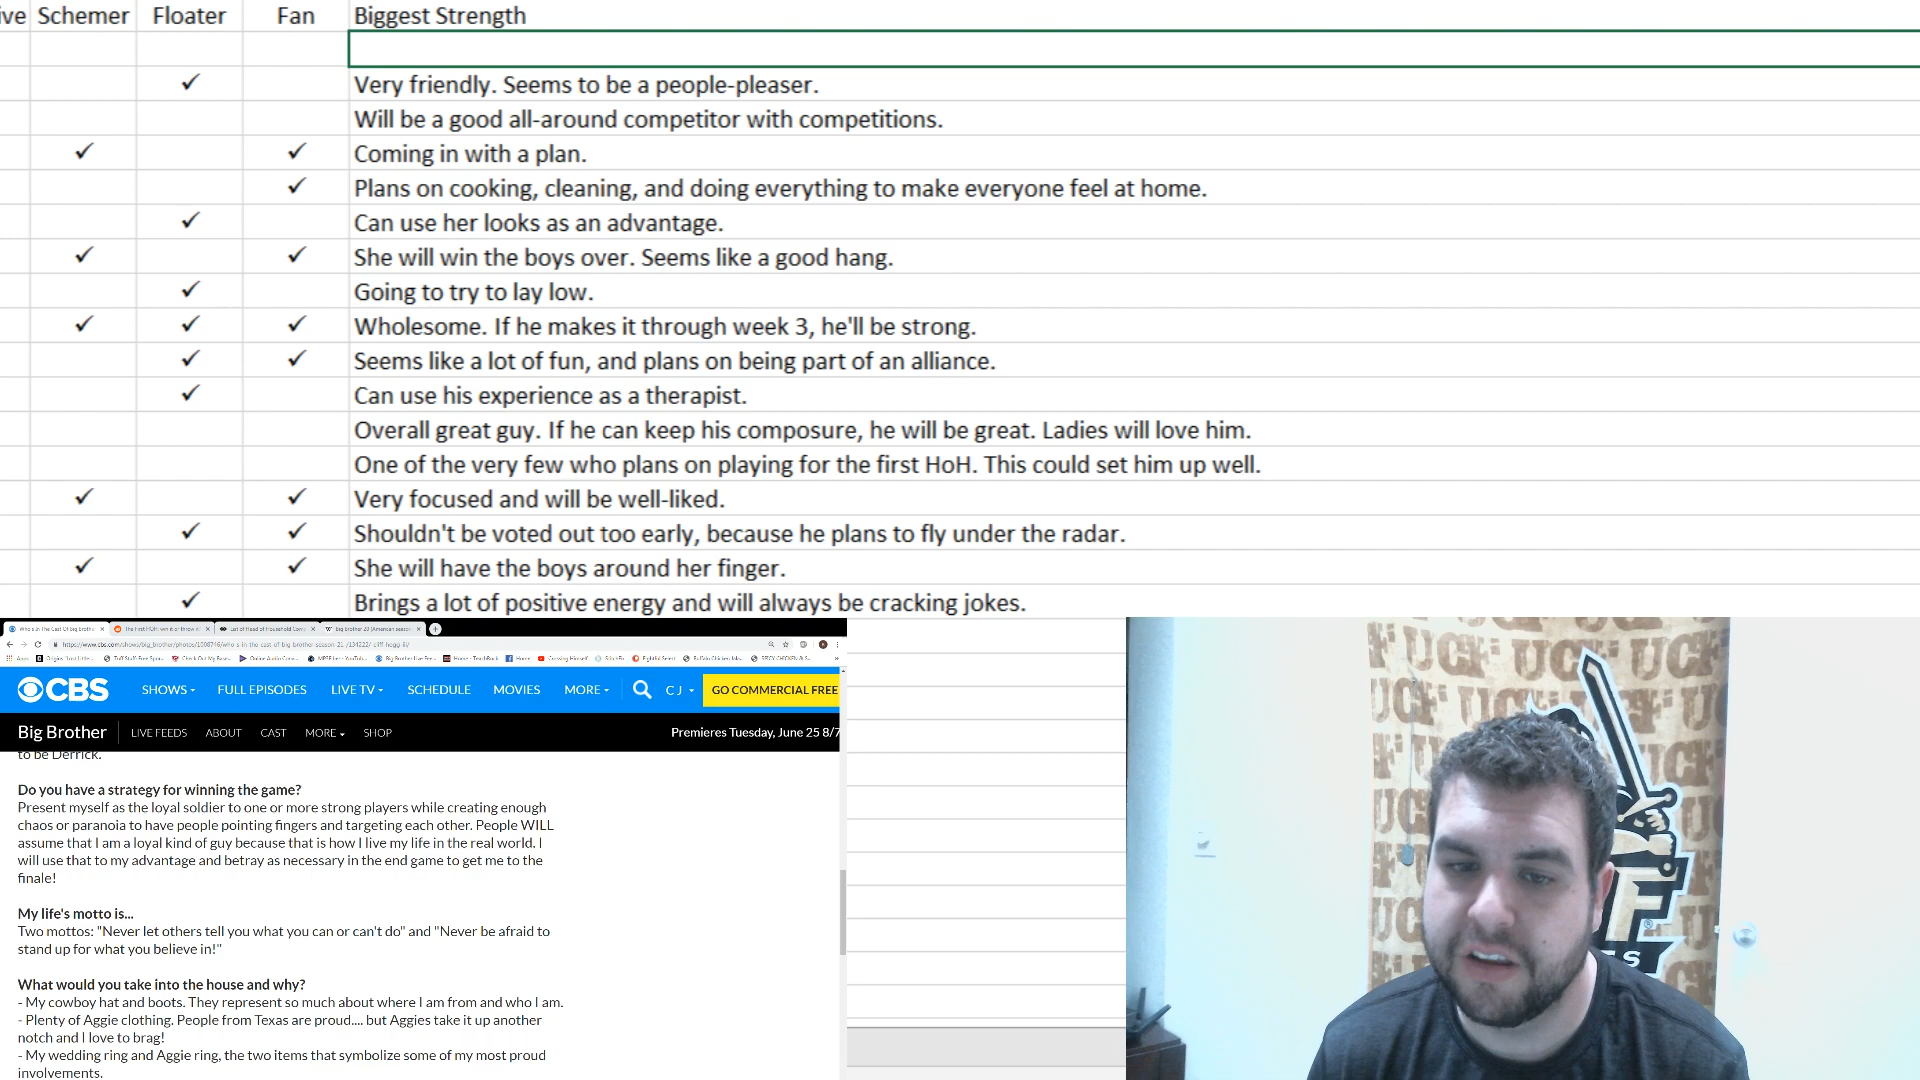 ive Schemer Floater Fan Biggest Strength
✓ Very friendly. Seems to be a people-pleaser.
Will be a good all-around competitor with competitions.
✓ ✓ Coming in with a plan.
✓ Plans on cooking, cleaning, and doing everything to make everyone feel at home.
✓ Can use her looks as an advantage.
✓ ✓ She will win the boys over. Seems like a good hang.
✓ Going to try to lay low.
✓ ✓ ✓ Wholesome. If he makes it through week 3, he'll be strong.
✓ ✓ Seems like a lot of fun, and plans on being part of an alliance.
✓ Can use his experience as a therapist.
Overall great guy. If he can keep his composure, he will be great. Ladies will love him.
One of the very few who plans on playing for the first HoH. This could set him up well.
✓ ✓ Very focused and will be well-liked.
✓ ✓ Shouldn't be voted out too early, because he plans to fly under the radar.
✓ ✓ She will have the boys around her finger.
✓ Brings a lot of positive energy and will always be cracking jokes.
CBS SHOWS FULL EPISODES LIVE TV SCHEDULE MOVIES MORE C J GO COMMERCIAL FREE
Big Brother LIVE FEEDS ABOUT CAST MORE SHOP Premieres Tuesday, June 25 8/7
to be Derrick.
Do you have a strategy for winning the game?
Present myself as the loyal soldier to one or more strong players while creating enough
chaos or paranoia to have people pointing fingers and targeting each other. People WILL
assume that I am a loyal kind of guy because that is how I live my life in the real world. I
will use that to my advantage and betray as necessary in the end game to get me to the
finale!
My life's motto is...
Two mottos: "Never let others tell you what you can or can't do" and "Never be afraid to
stand up for what you believe in!"
What would you take into the house and why?
- My cowboy hat and boots. They represent so much about where I am from and who I am.
- Plenty of Aggie clothing. People from Texas are proud.... but Aggies take it up another
notch and I love to brag!
- My wedding ring and Aggie ring, the two items that symbolize some of my most proud
involvements.
UCF UCF UCF